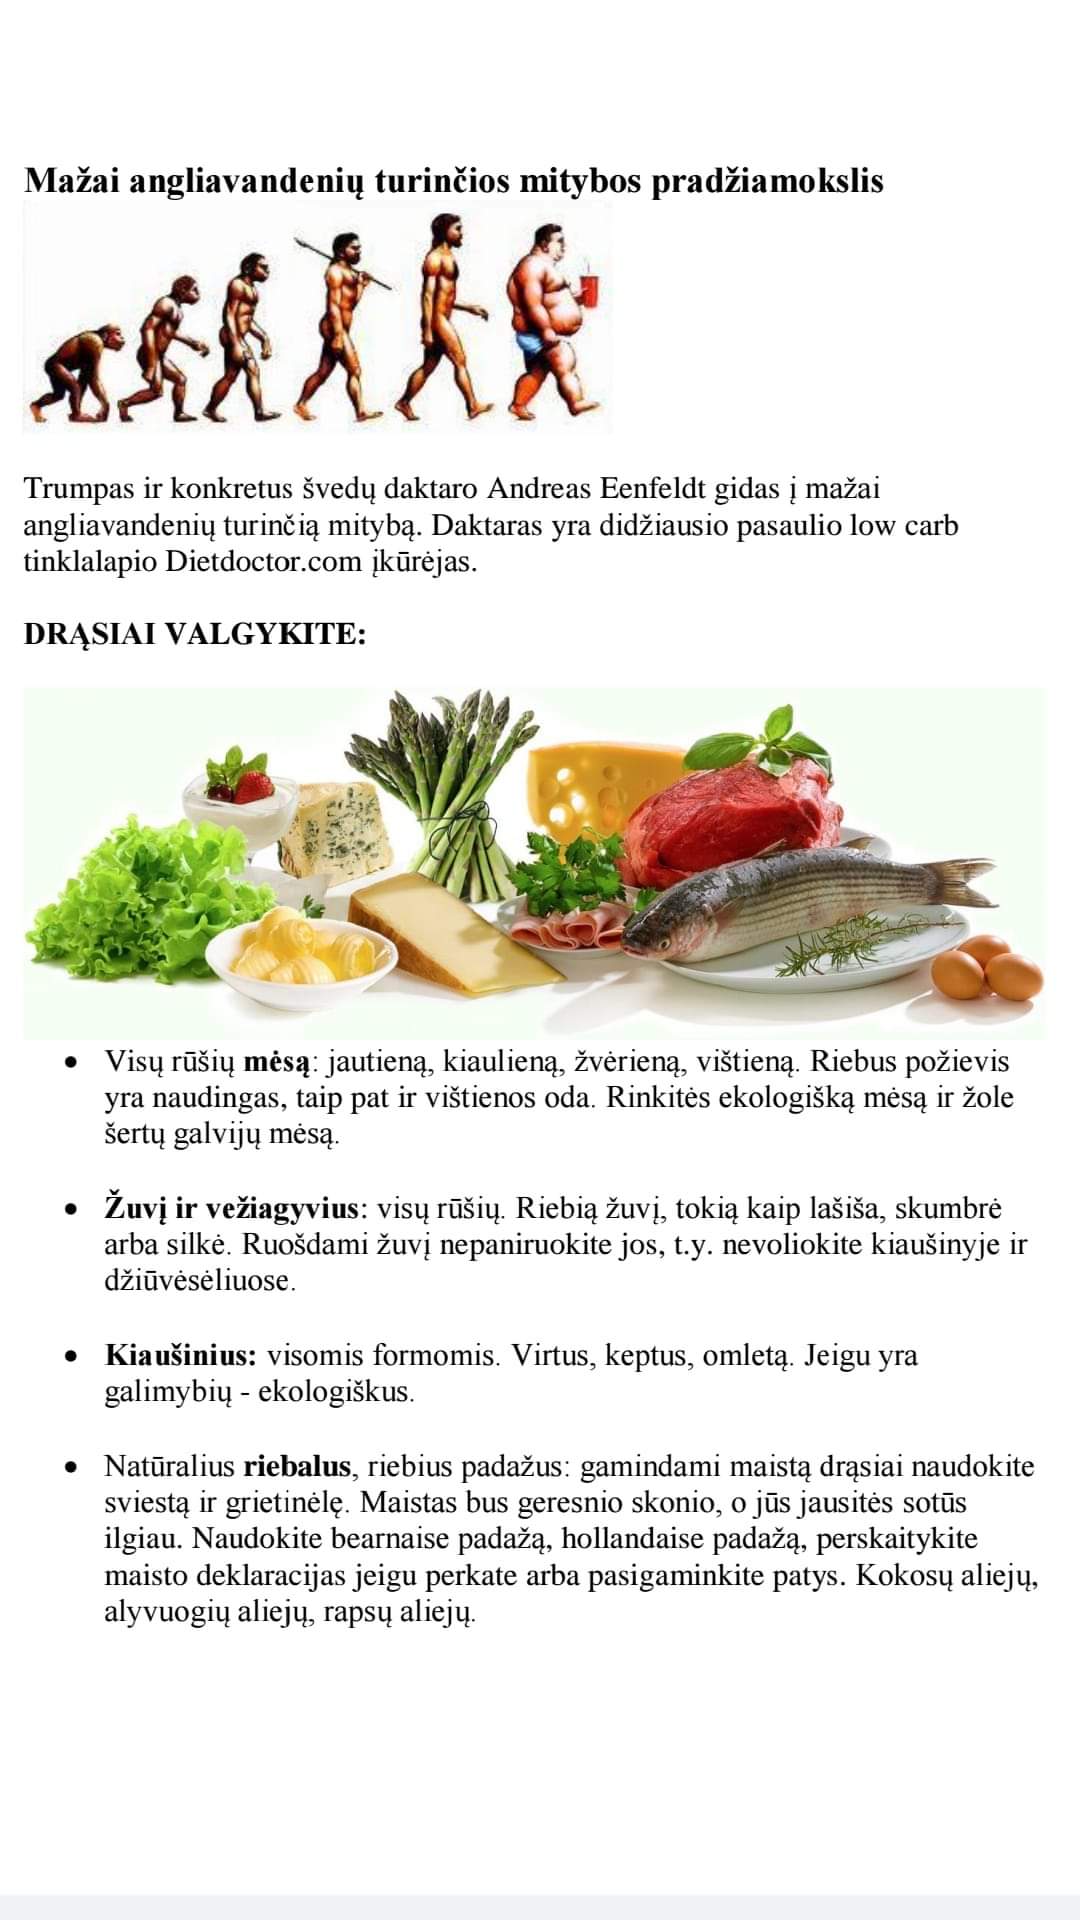 Mažai angliavandenių turinčios mitybos pradžiamokslis
Trumpas ir konkretus švedų daktaro Andreas Eenfeldt gidas į mažai
angliavandenių turinčią mitybą. Daktaras yra didžiausio pasaulio low carb
tinklalapio Dietdoctor.com įkūrėjas.
DRĄSIAI VALGYKITE:
• Visų rūšių mėsą: jautieną, kiaulieną, žvėrieną, vištieną. Riebus požievis
yra naudingas, taip pat ir vištienos oda. Rinkitės ekologišką mėsą ir žole
šertų galvijų mėsą.
• Žuvį ir vežiagyvius: visų rūšių. Riebią žuvį, tokią kaip lašiša, skumbrė
arba silkė. Ruošdami žuvį nepaniruokite jos, t.y. nevoliokite kiaušinyje ir
džiūvėsėliuose.
• Kiaušinius: visomis formomis. Virtus, keptus, omletą. Jeigu yra
galimybių - ekologiškus.
• Natūralius riebalus, riebius padažus: gamindami maistą drąsiai naudokite
sviestą ir grietinėlę. Maistas bus geresnio skonio, o jūs jausitės sotūs
ilgiau. Naudokite bearnaise padažą, hollandaise padažą, perskaitykite
maisto deklaracijas jeigu perkate arba pasigaminkite patys. Kokosų aliejų,
alyvuogių aliejų, rapsų aliejų.